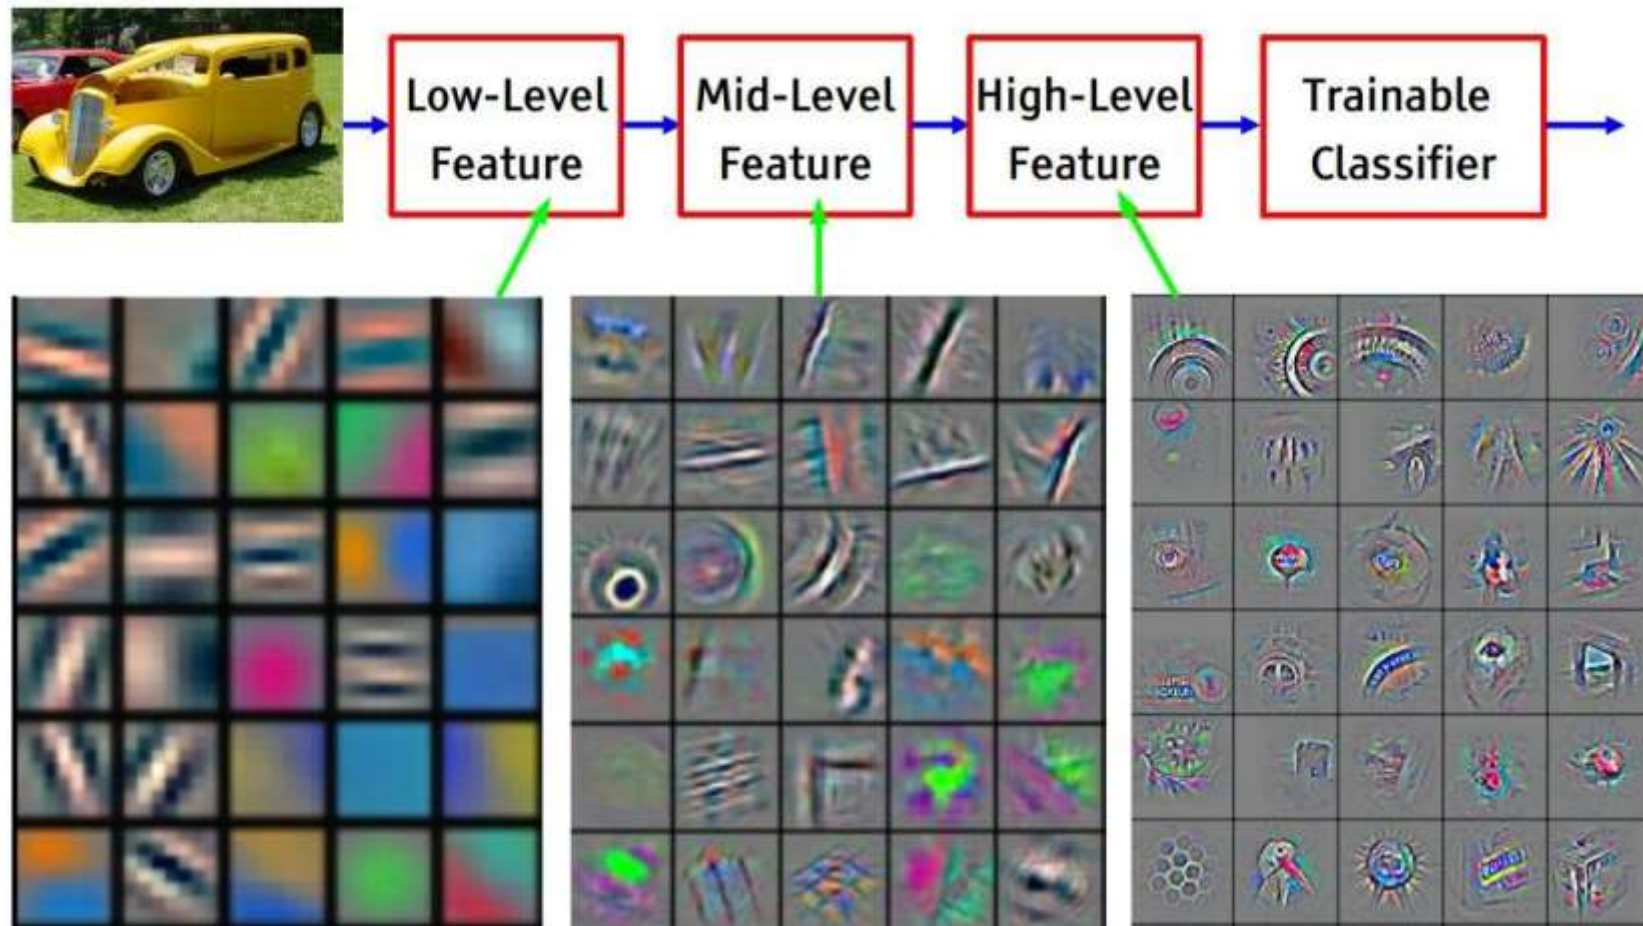 Low-Level
Feature
Mid-Level
Feature
High-Level
Feature
Trainable
Classifier